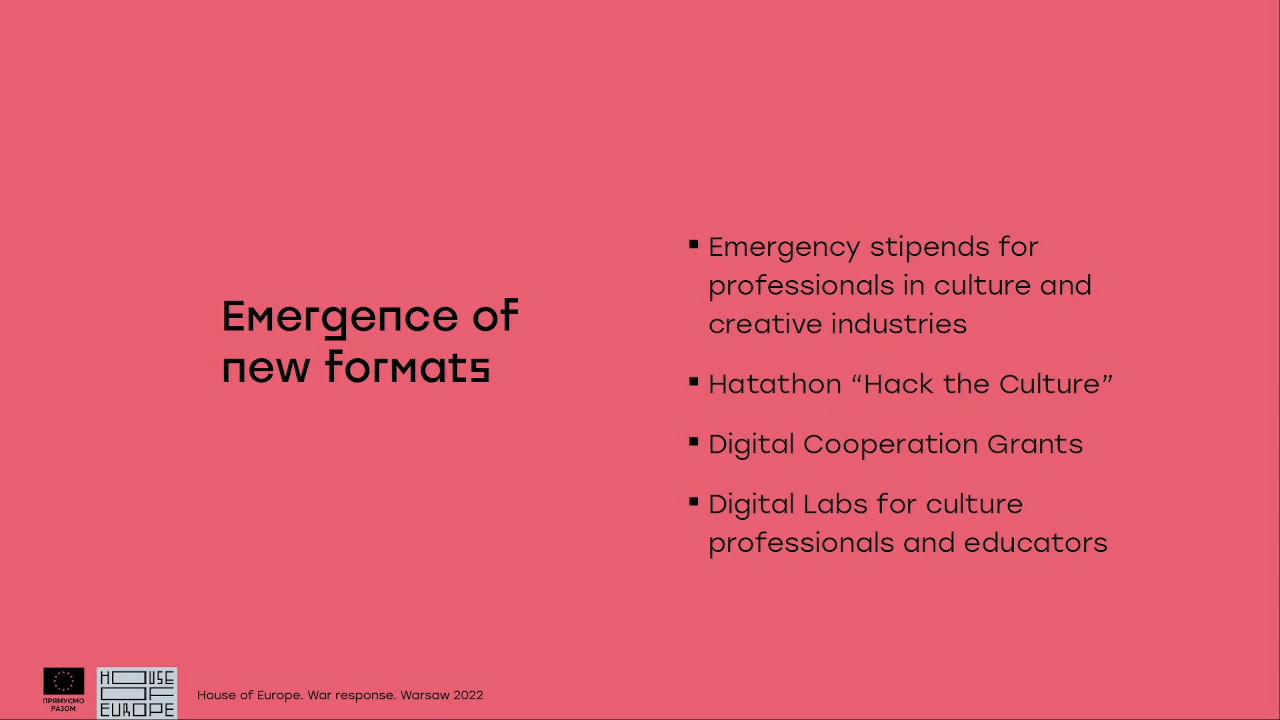 Emergence of
new formats
▪ Emergency stipends for
professionals in culture and
creative industries
▪ Hatathon “Hack the Culture”
▪ Digital Cooperation Grants
▪ Digital Labs for culture
professionals and educators
ПРЯМУЄМО
РАЗОМ
HOUSE
OF
EUROPE
House of Europe. War response. Warsaw 2022